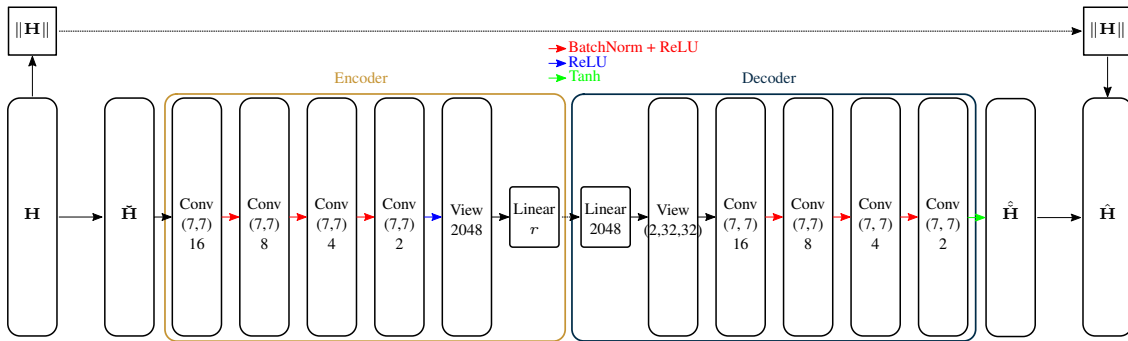 ‖H‖
‖H‖
BatchNorm + ReLU
ReLU
Tanh
Encoder
Decoder
H
Ȟ
Conv
(7,7)
16
Conv
(7,7)
8
Conv
(7,7)
4
Conv
(7,7)
2
View
2048
Linear
r
Linear
2048
View
(2,32,32)
Conv
(7, 7)
16
Conv
(7, 7)
8
Conv
(7, 7)
4
Conv
(7, 7)
2
Ĥ̌
Ĥ